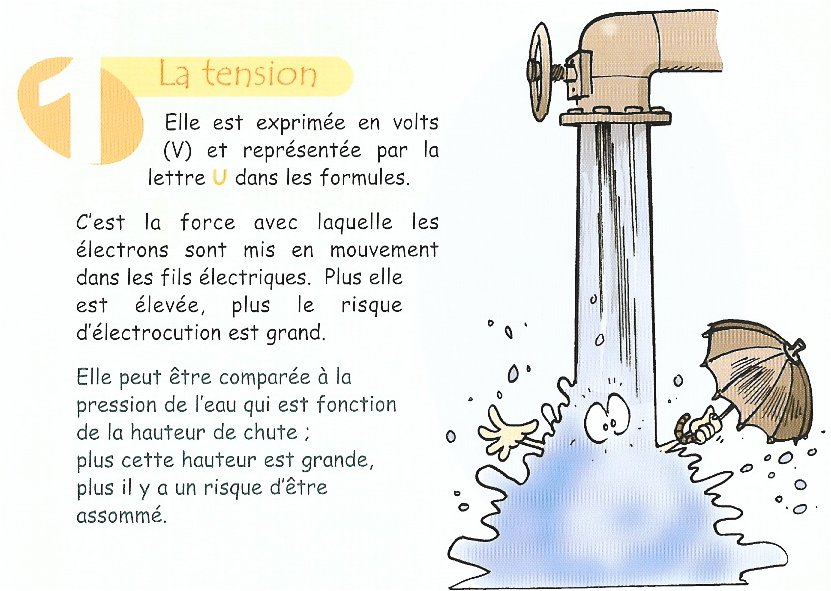 1
La tension
Elle est exprimée en volts
(V) et représentée par la
lettre U dans les formules.
C'est la force avec laquelle les
électrons sont mis en mouvement
dans les fils électriques. Plus elle
est élevée, plus le risque
d'électrocution est grand.
Elle peut être comparée à la
pression de l'eau qui est fonction
de la hauteur de chute ;
plus cette hauteur est grande,
plus il y a un risque d'être
assommé.